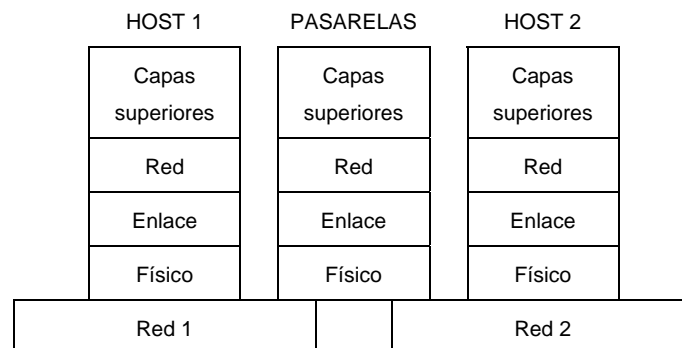 HOST 1 PASARELAS HOST 2
Capas superiores Capas superiores Capas superiores
Red Red Red
Enlace Enlace Enlace
Físico Físico Físico
Red 1 Red 2